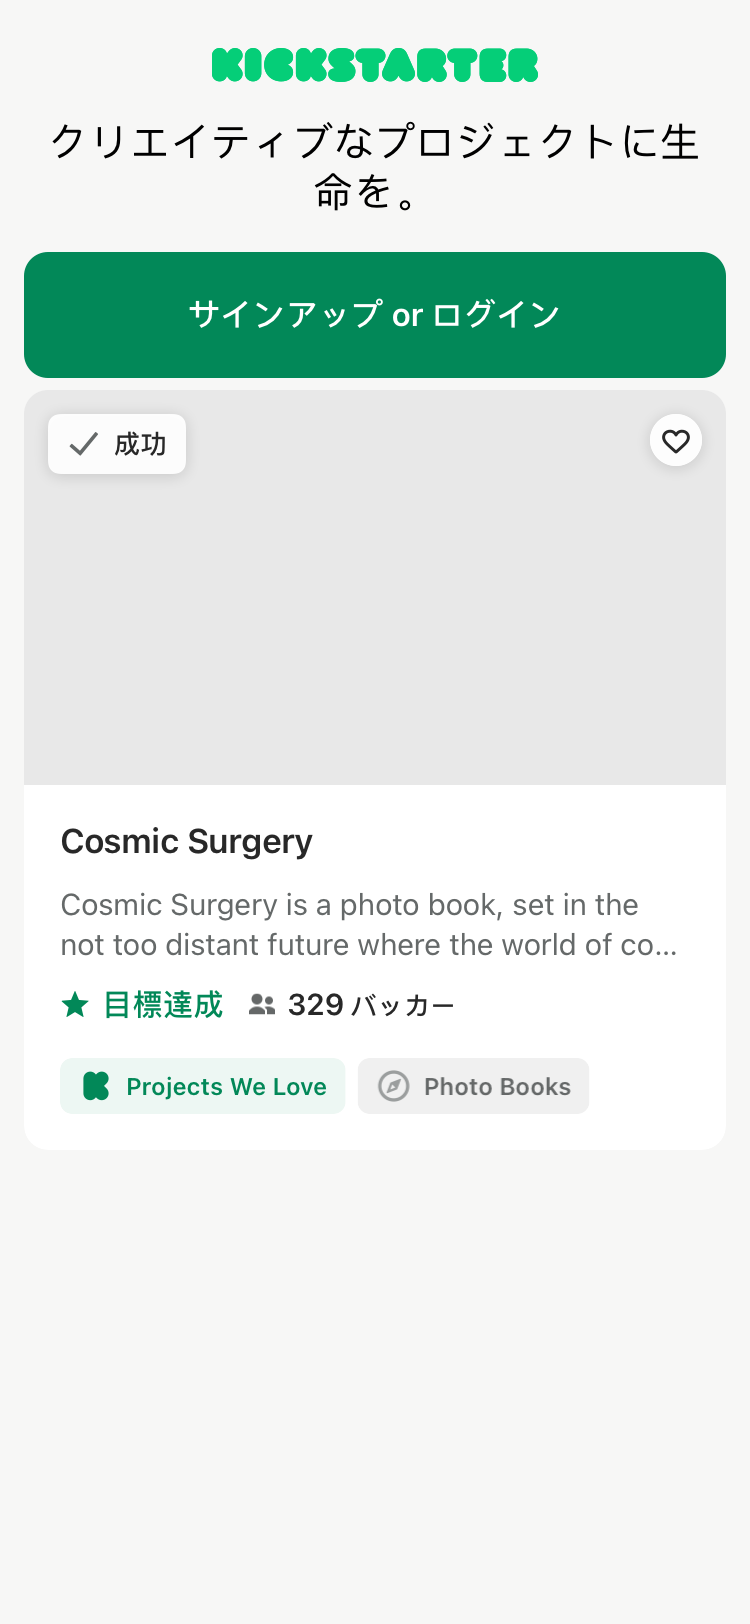 KICKSTARTER
クリエイティブなプロジェクトに生
命を。
サインアップ or ログイン
成功
Cosmic Surgery
Cosmic Surgery is a photo book, set in the
not too distant future where the world of co...
目標達成 329 バッカー
Projects We Love Photo Books